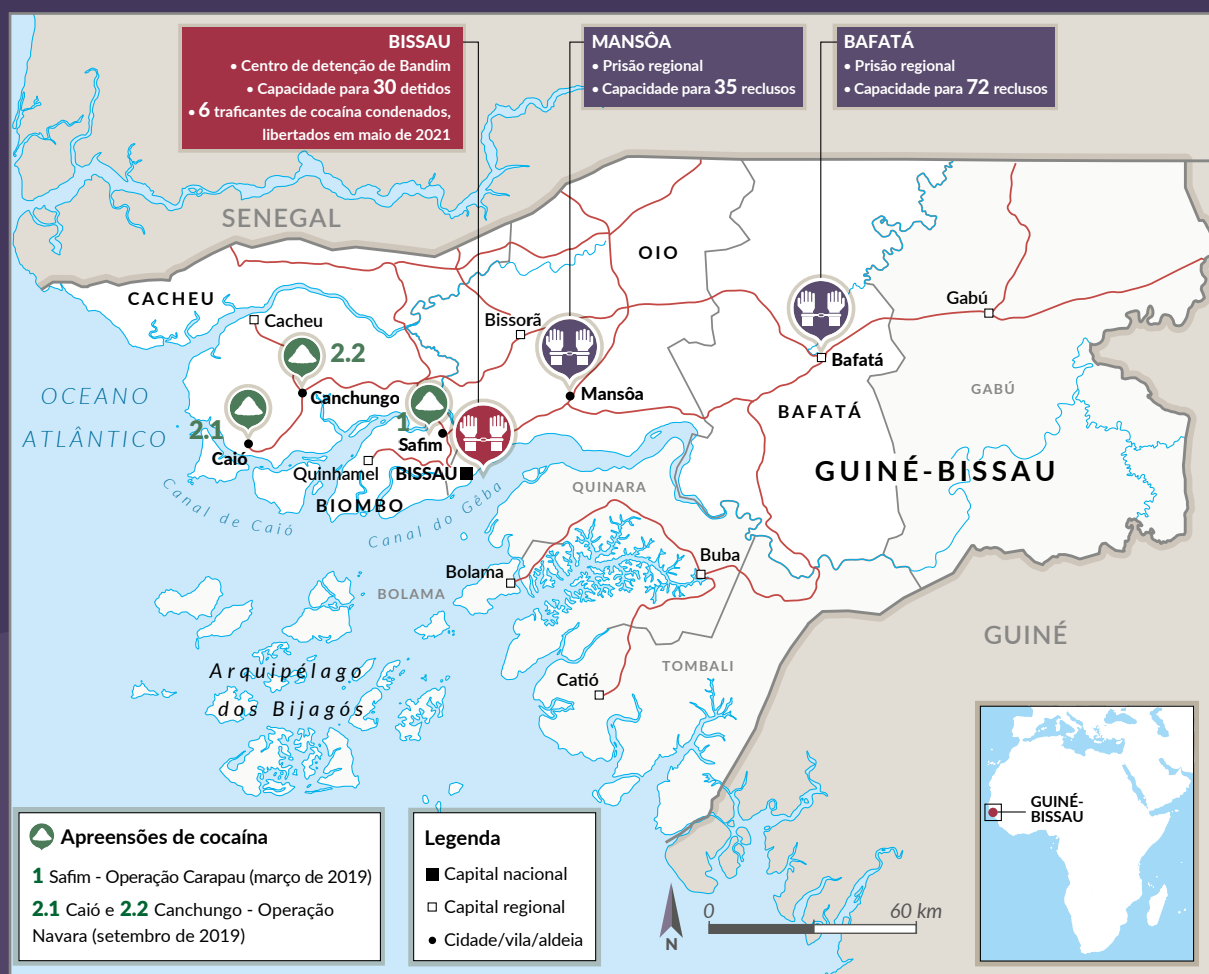 BISSAU
• Centro de detenção de Bandim
• Capacidade para 30 detidos
• 6 traficantes de cocaína condenados,
libertados em maio de 2021
MANSÔA
• Prisão regional
• Capacidade para 35 reclusos
BAFATÁ
• Prisão regional
• Capacidade para 72 reclusos
SENEGAL
OIO
CACHEU
Cacheu
Bissorã
Gabú
2.2
Bafatá
OCEANO
ATLÂNTICO
Canchungo
Mansôa
GABÚ
BAFATÁ
2.1
1
Safim
Caió
Quinhamel
BISSAU
GUINÉ-BISSAU
BIOMBO
QUINARA
Canal de Caió
Canal do Gêba
Buba
Bolama
BOLAMA
GUINÉ
TOMBALI
Arquipélago
dos Bijagós
Catió
Apreensões de cocaína
1 Safim - Operação Carapau (março de 2019)
2.1 Caió e 2.2 Canchungo - Operação
Navara (setembro de 2019)
Legenda
Capital nacional
Capital regional
Cidade/vila/aldeia
N
0
60 km
GUINÉ-
BISSAU